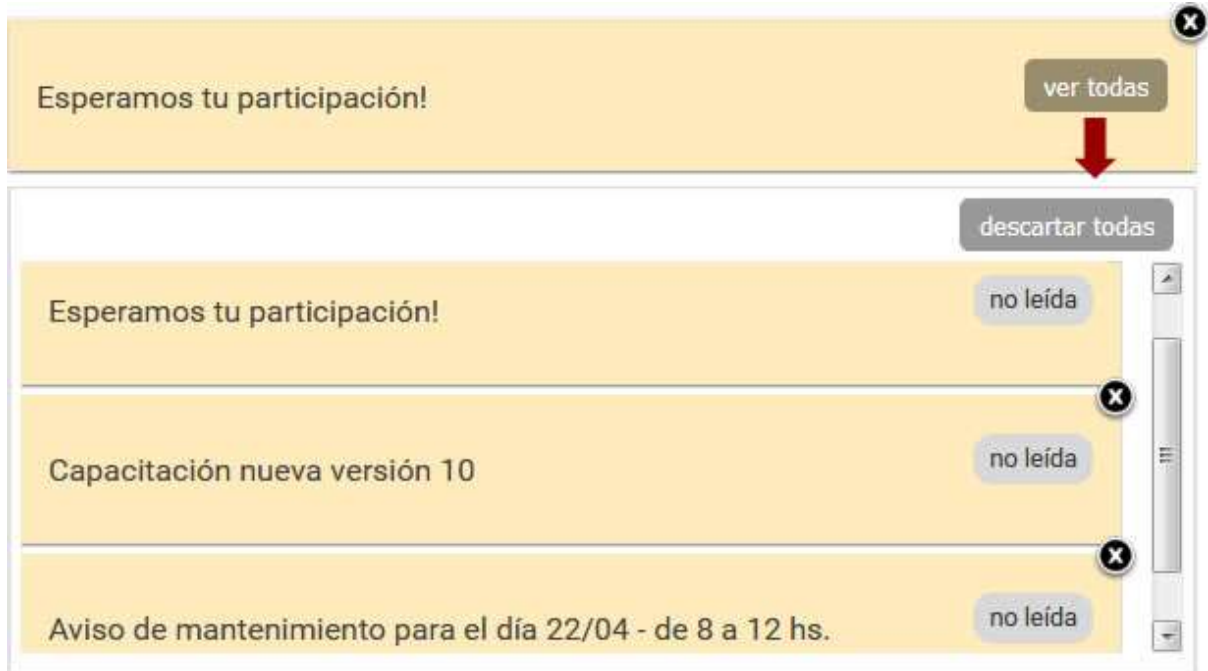 Esperamos tu participación!
ver todas
descartar todas
Esperamos tu participación!
no leída
Capacitación nueva versión 10
no leída
Aviso de mantenimiento para el día 22/04 - de 8 a 12 hs.
no leída